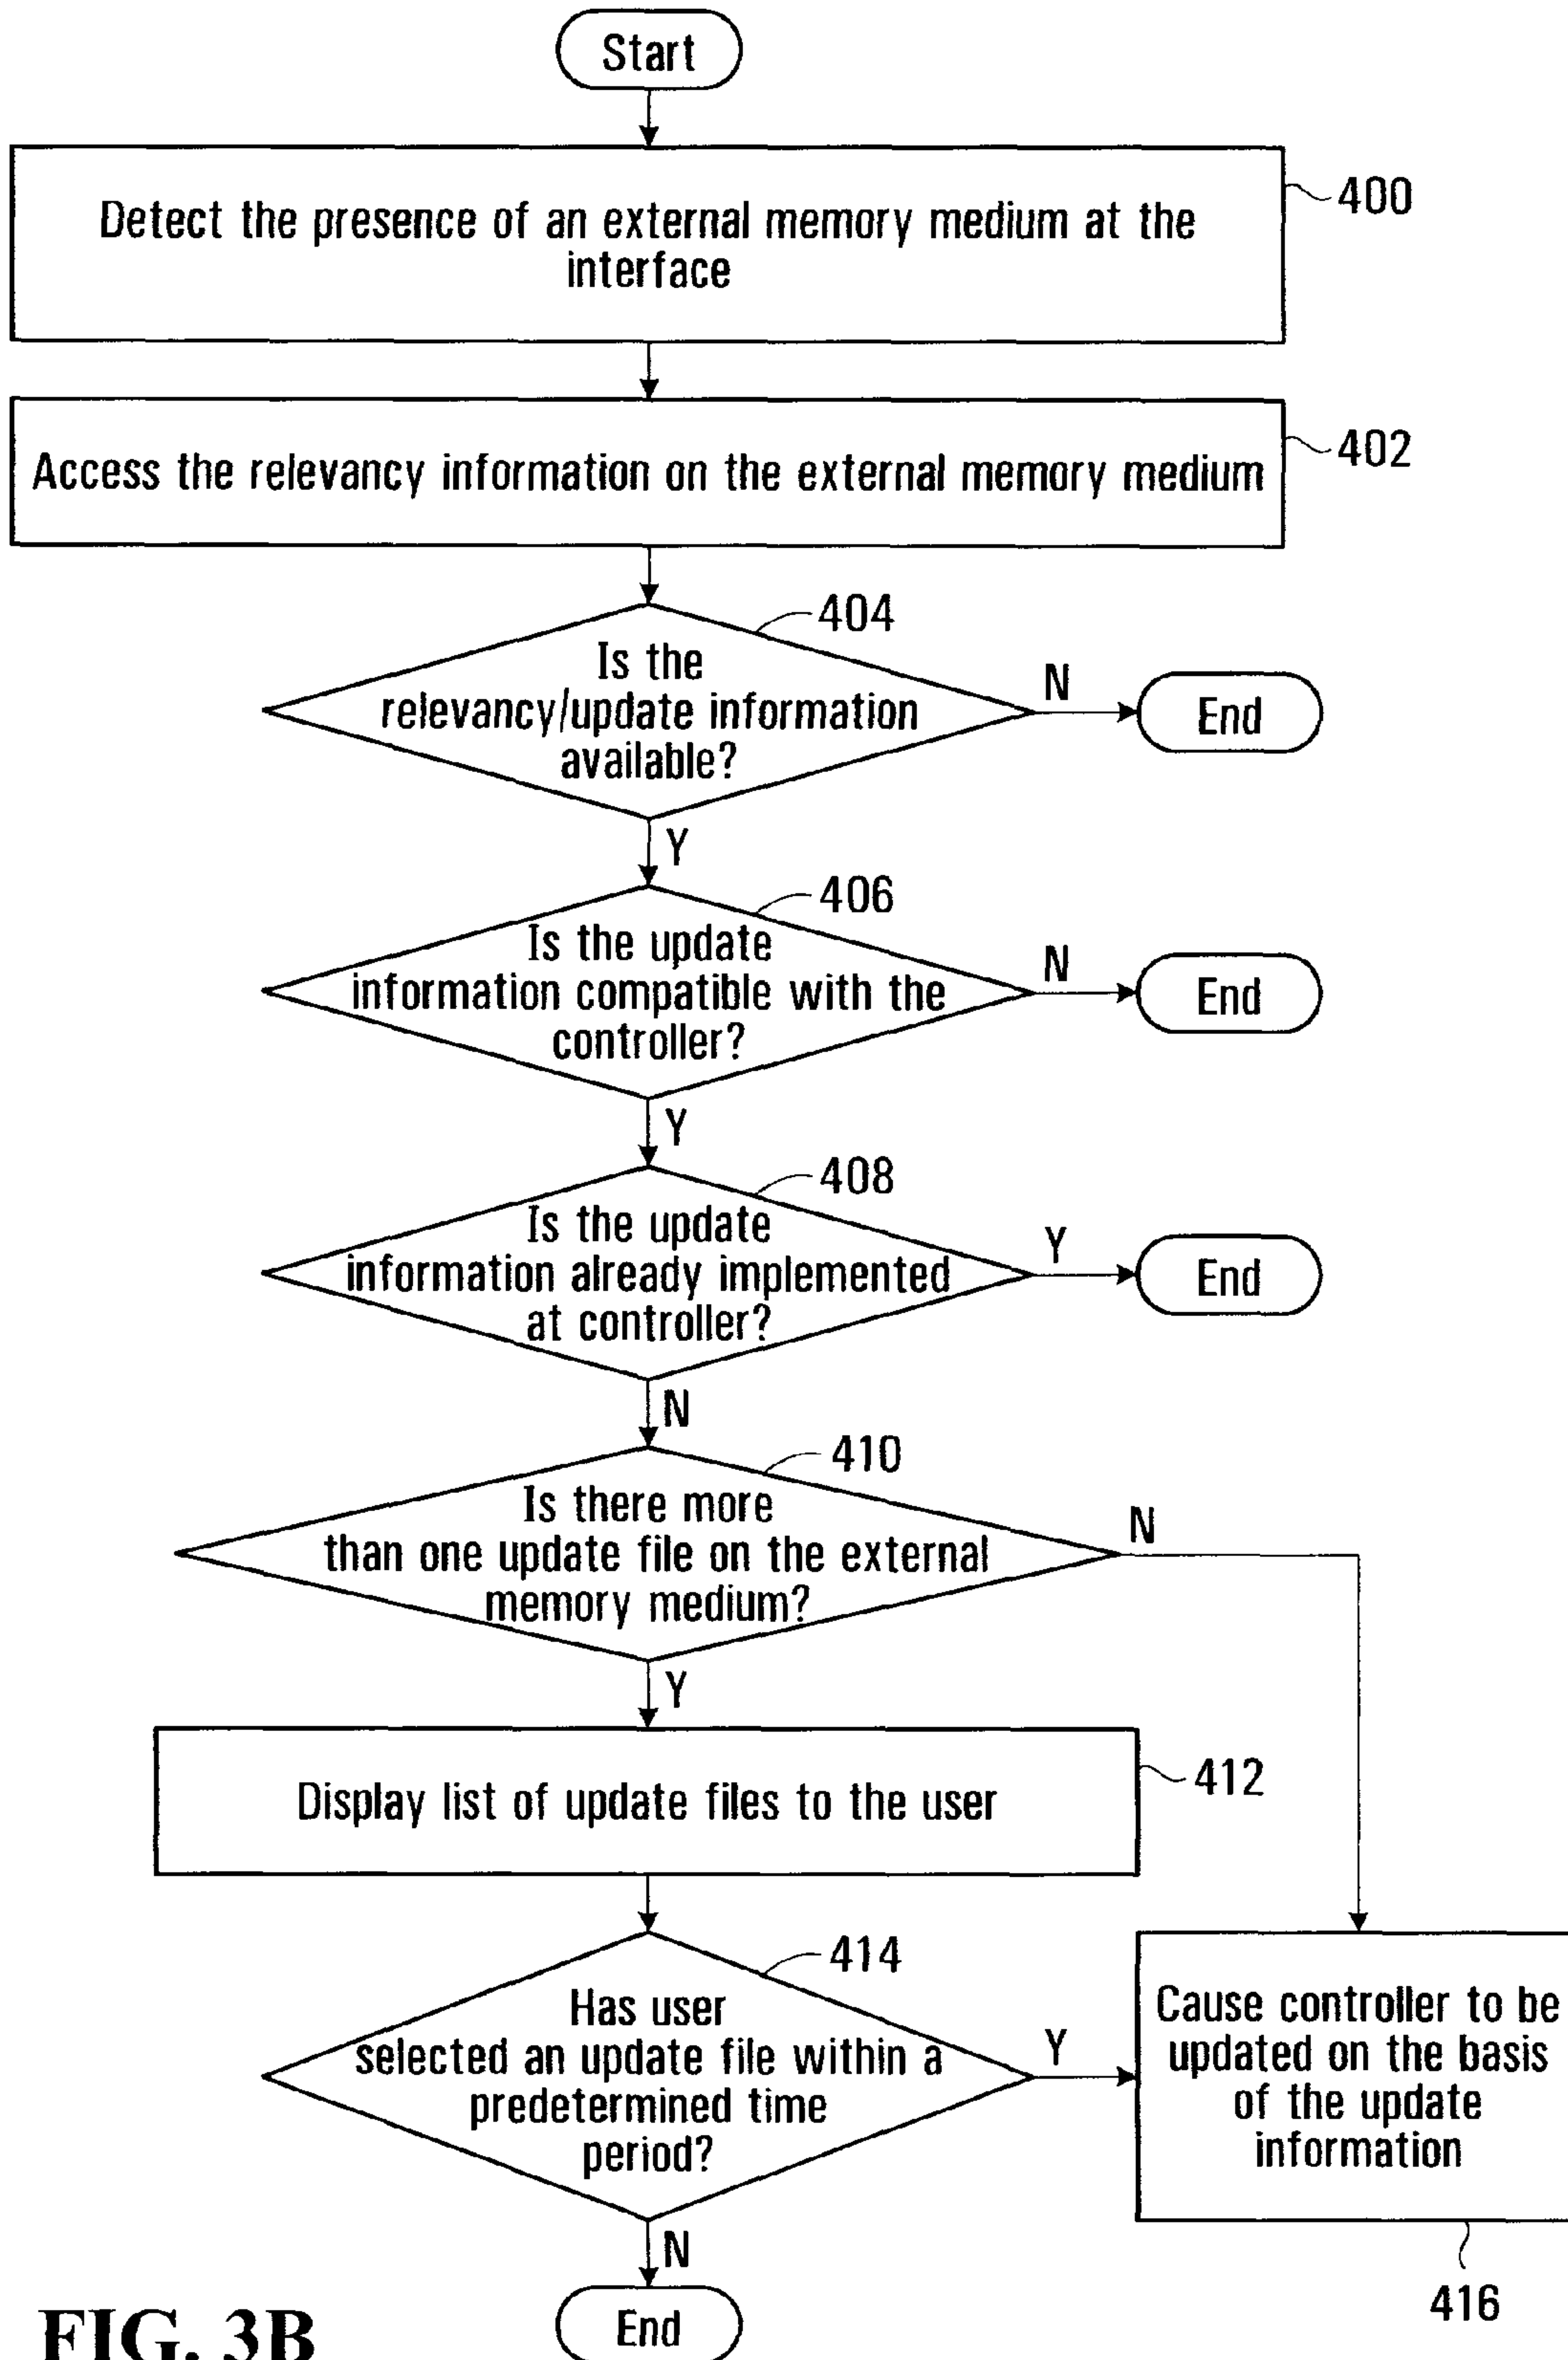 Start
Detect the presence of an external memory medium at the
interface
400
Access the relevancy information on the external memory medium
402
404
Is the
relevancy/update information
available?
N
End
Y
406
Is the update
information compatible with the
controller?
N
End
Y
408
Is the update
information already implemented
at controller?
Y
End
N
410
Is there more
than one update file on the external
memory medium?
N
Y
Display list of update files to the user
412
414
Has user
selected an update file within a
predetermined time
period?
Y
Cause controller to be
updated on the basis
of the update
information
416
N
End
FIG. 3B